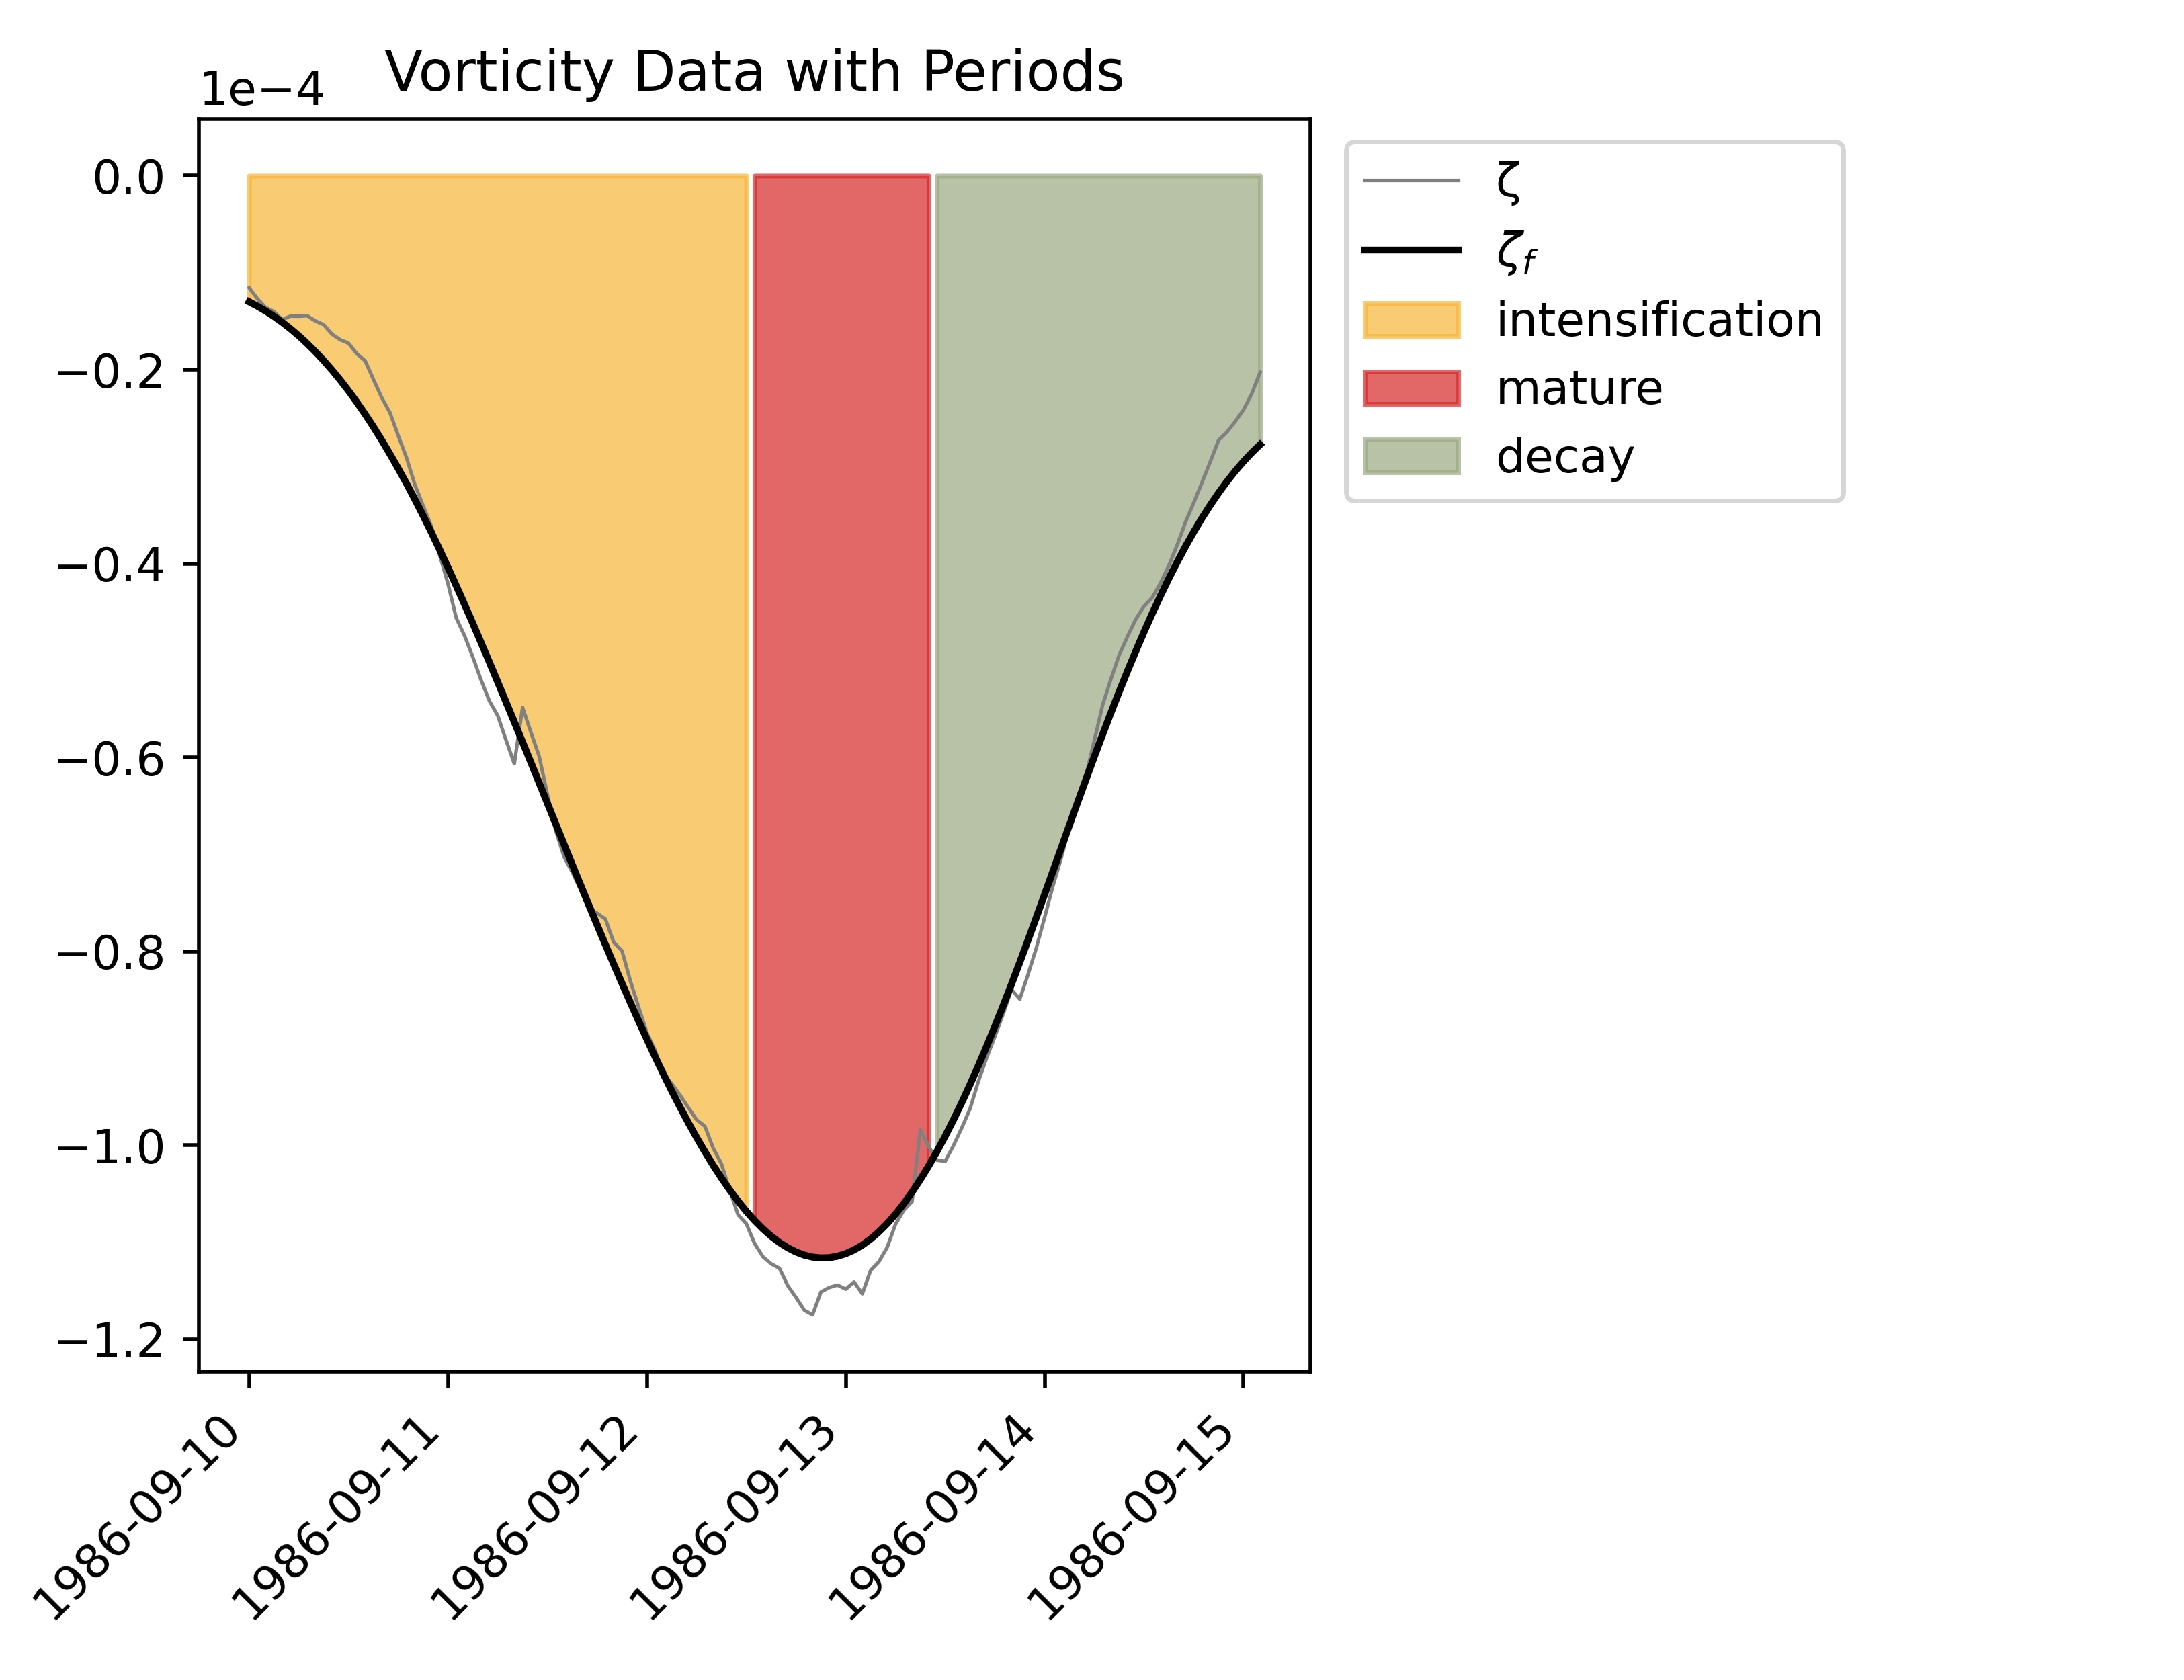 Vorticity Data with Periods
1e−4
0.0
−0.2
−0.4
−0.6
−0.8
−1.0
−1.2
1986-09-10
1986-09-11
1986-09-12
1986-09-13
1986-09-14
1986-09-15
ζ
ζf
intensification
mature
decay